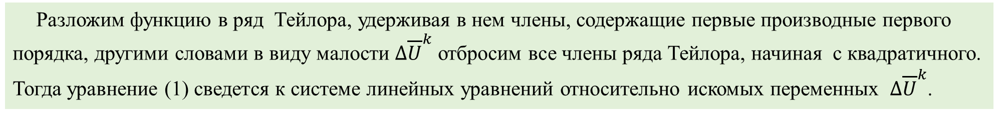 Разложим функцию в ряд Тейлора, удерживая в нем члены, содержащие первые производные первого
порядка, другими словами в виду малости $\Delta \overline{U}^k$ отбросим все члены ряда Тейлора, начиная с квадратичного.
Тогда уравнение (1) сведется к системе линейных уравнений относительно искомых переменных $\Delta \overline{U}^k$.